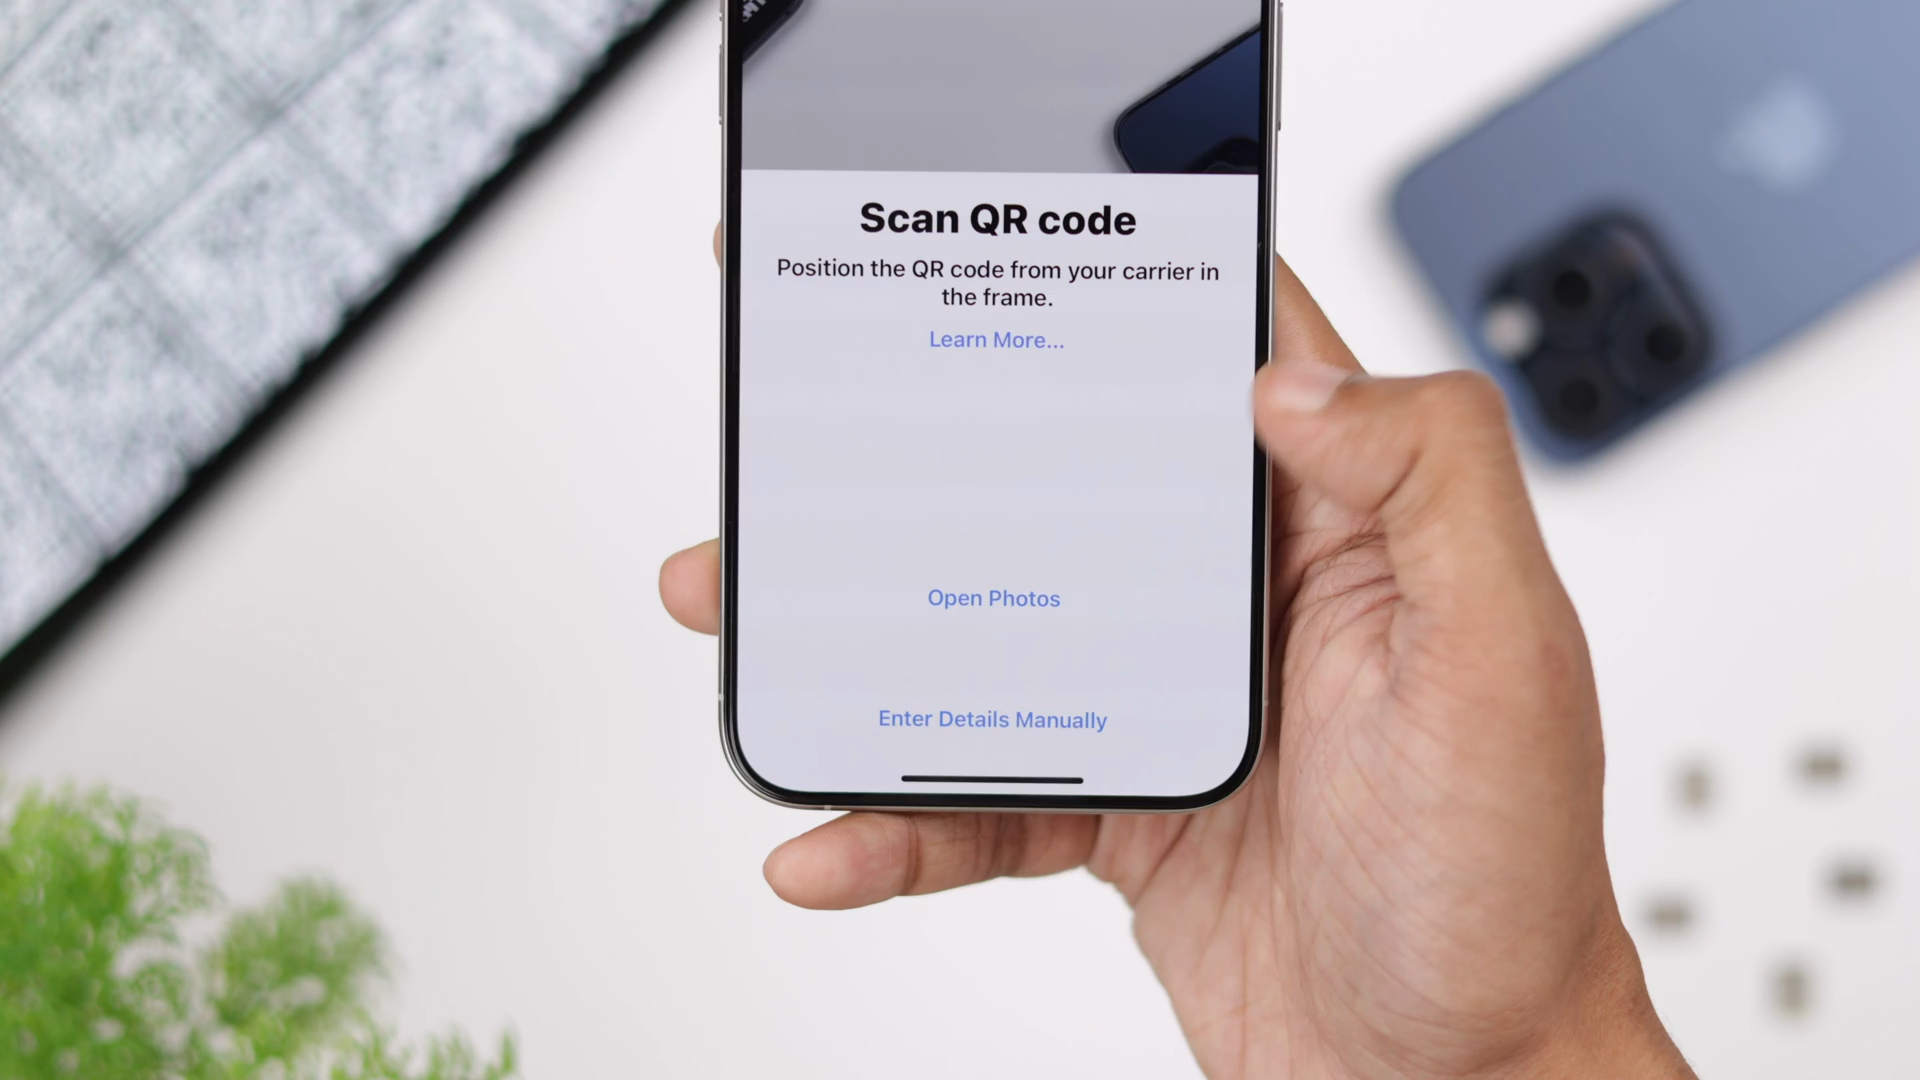 Scan QR code
Position the QR code from your carrier in
the frame.
Learn More...
Open Photos
Enter Details Manually